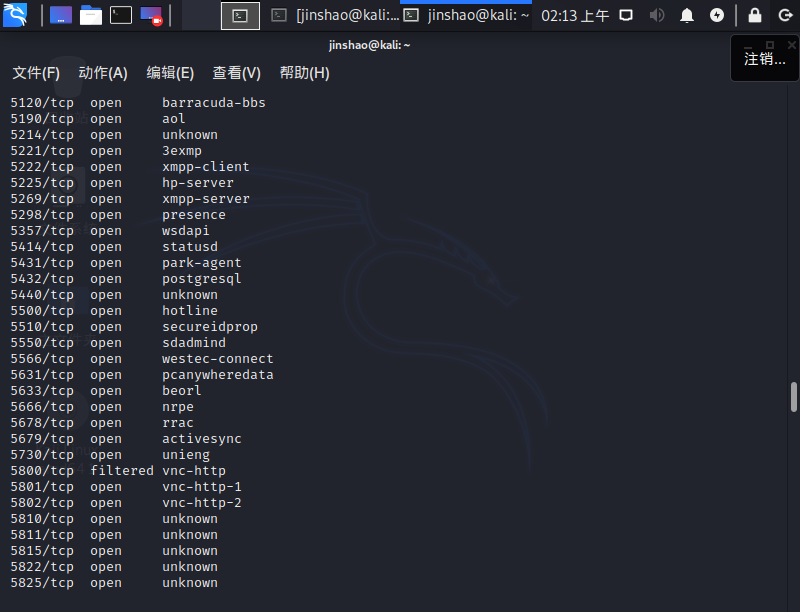 [jinshao@kali:...
jinshao@kali: ~
02:13 上午
jinshao@kali: ~
注销...
文件(F) 动作(A) 编辑(E) 查看(V) 帮助(H)
5120/tcp open barracuda-bbs
5190/tcp open aol
5214/tcp open unknown
5221/tcp open 3exmp
5222/tcp open xmpp-client
5225/tcp open hp-server
5269/tcp open xmpp-server
5298/tcp open presence
5357/tcp open wsdapi
5414/tcp open statusd
5431/tcp open park-agent
5432/tcp open postgresql
5440/tcp open unknown
5500/tcp open hotline
5510/tcp open secureidprop
5550/tcp open sdadmind
5566/tcp open westec-connect
5631/tcp open pcanywheredata
5633/tcp open beorl
5666/tcp open nrpe
5678/tcp open rrac
5679/tcp open activesync
5730/tcp open unieng
5800/tcp filtered vnc-http
5801/tcp open vnc-http-1
5802/tcp open vnc-http-2
5810/tcp open unknown
5811/tcp open unknown
5815/tcp open unknown
5822/tcp open unknown
5825/tcp open unknown